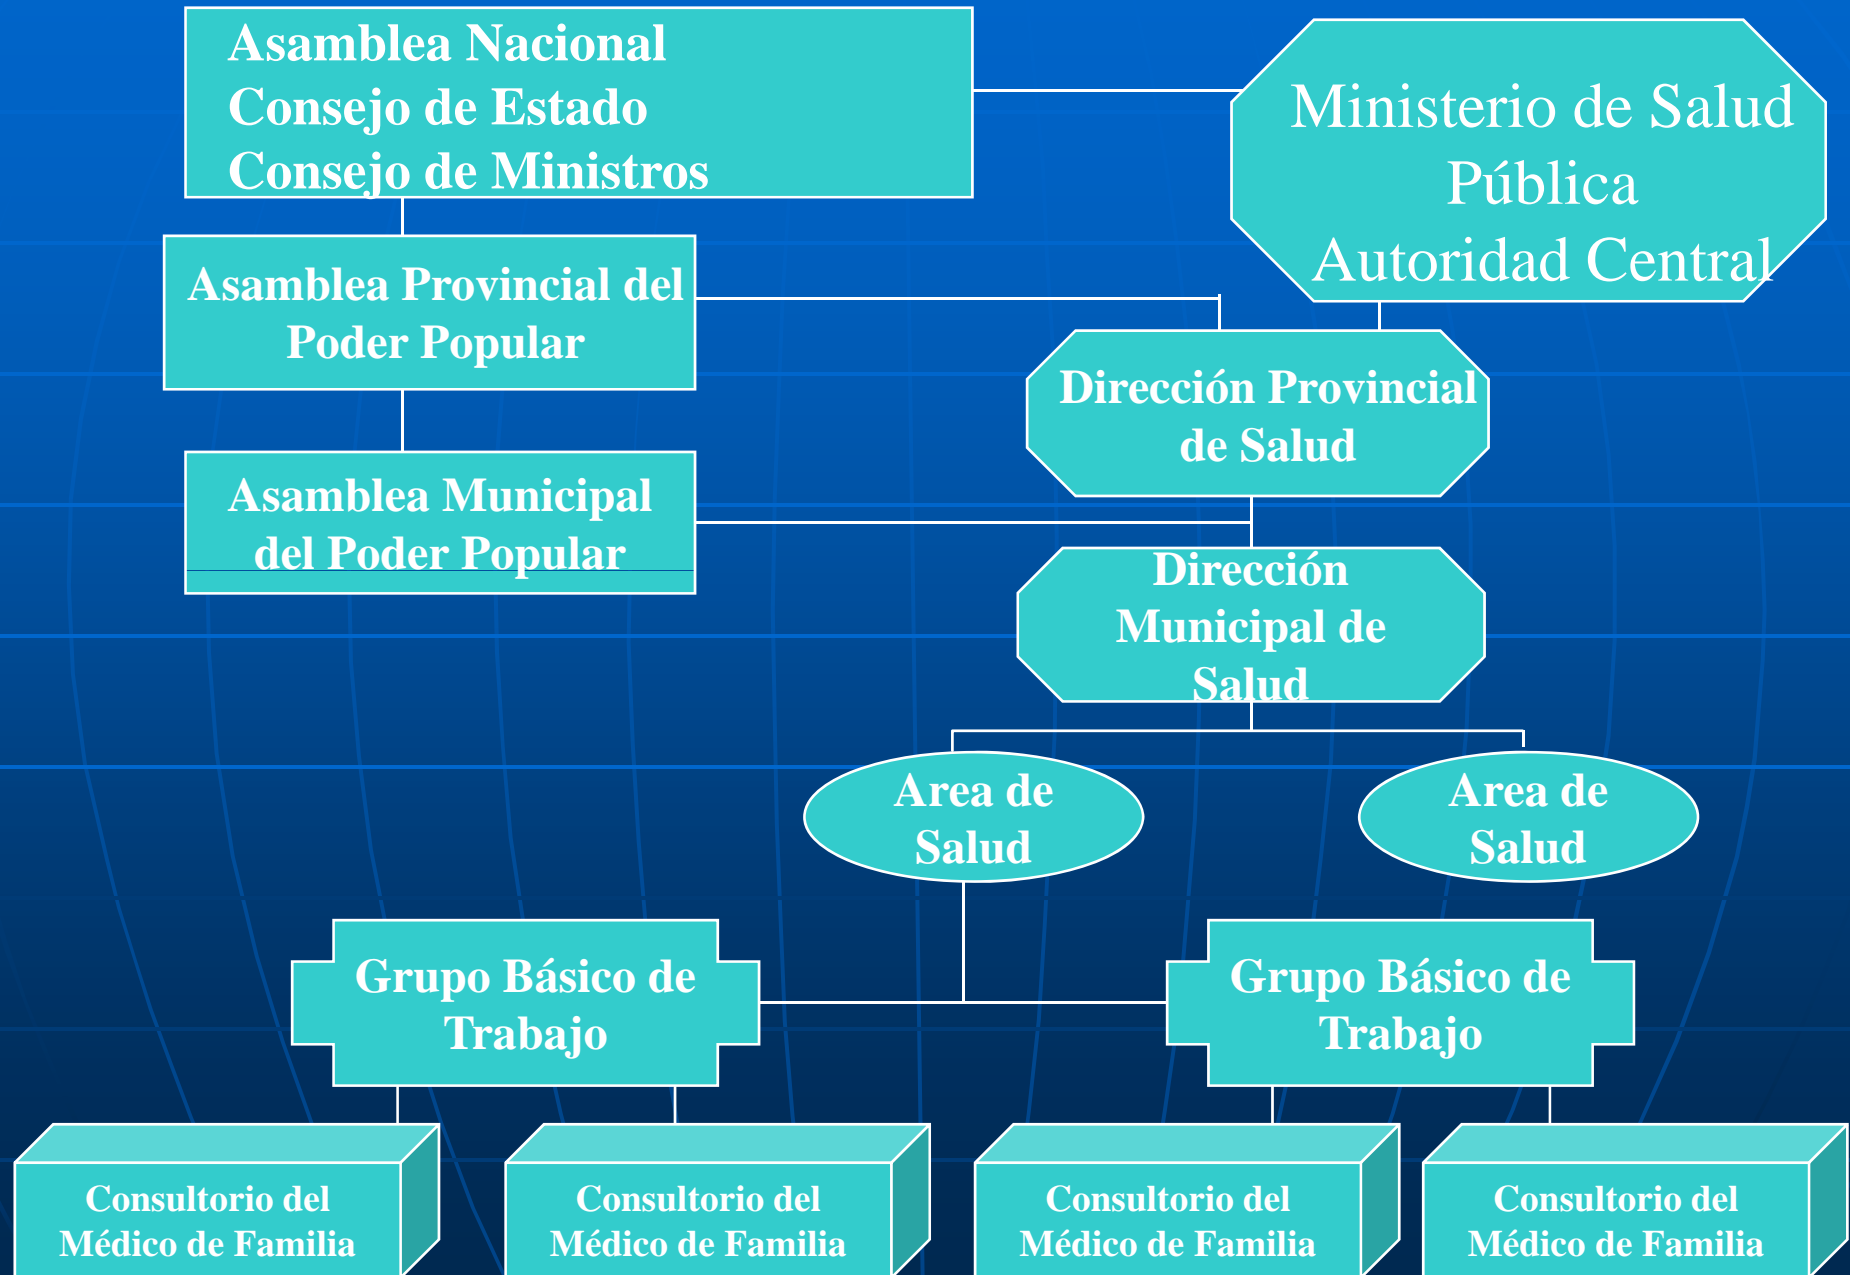 Asamblea Nacional
Consejo de Estado
Consejo de Ministros
Ministerio de Salud
Pública
Autoridad Central
Asamblea Provincial del
Poder Popular
Dirección Provincial
de Salud
Asamblea Municipal
del Poder Popular
Dirección
Municipal de
Salud
Area de
Salud
Area de
Salud
Grupo Básico de
Trabajo
Grupo Básico de
Trabajo
Consultorio del
Médico de Familia
Consultorio del
Médico de Familia
Consultorio del
Médico de Familia
Consultorio del
Médico de Familia